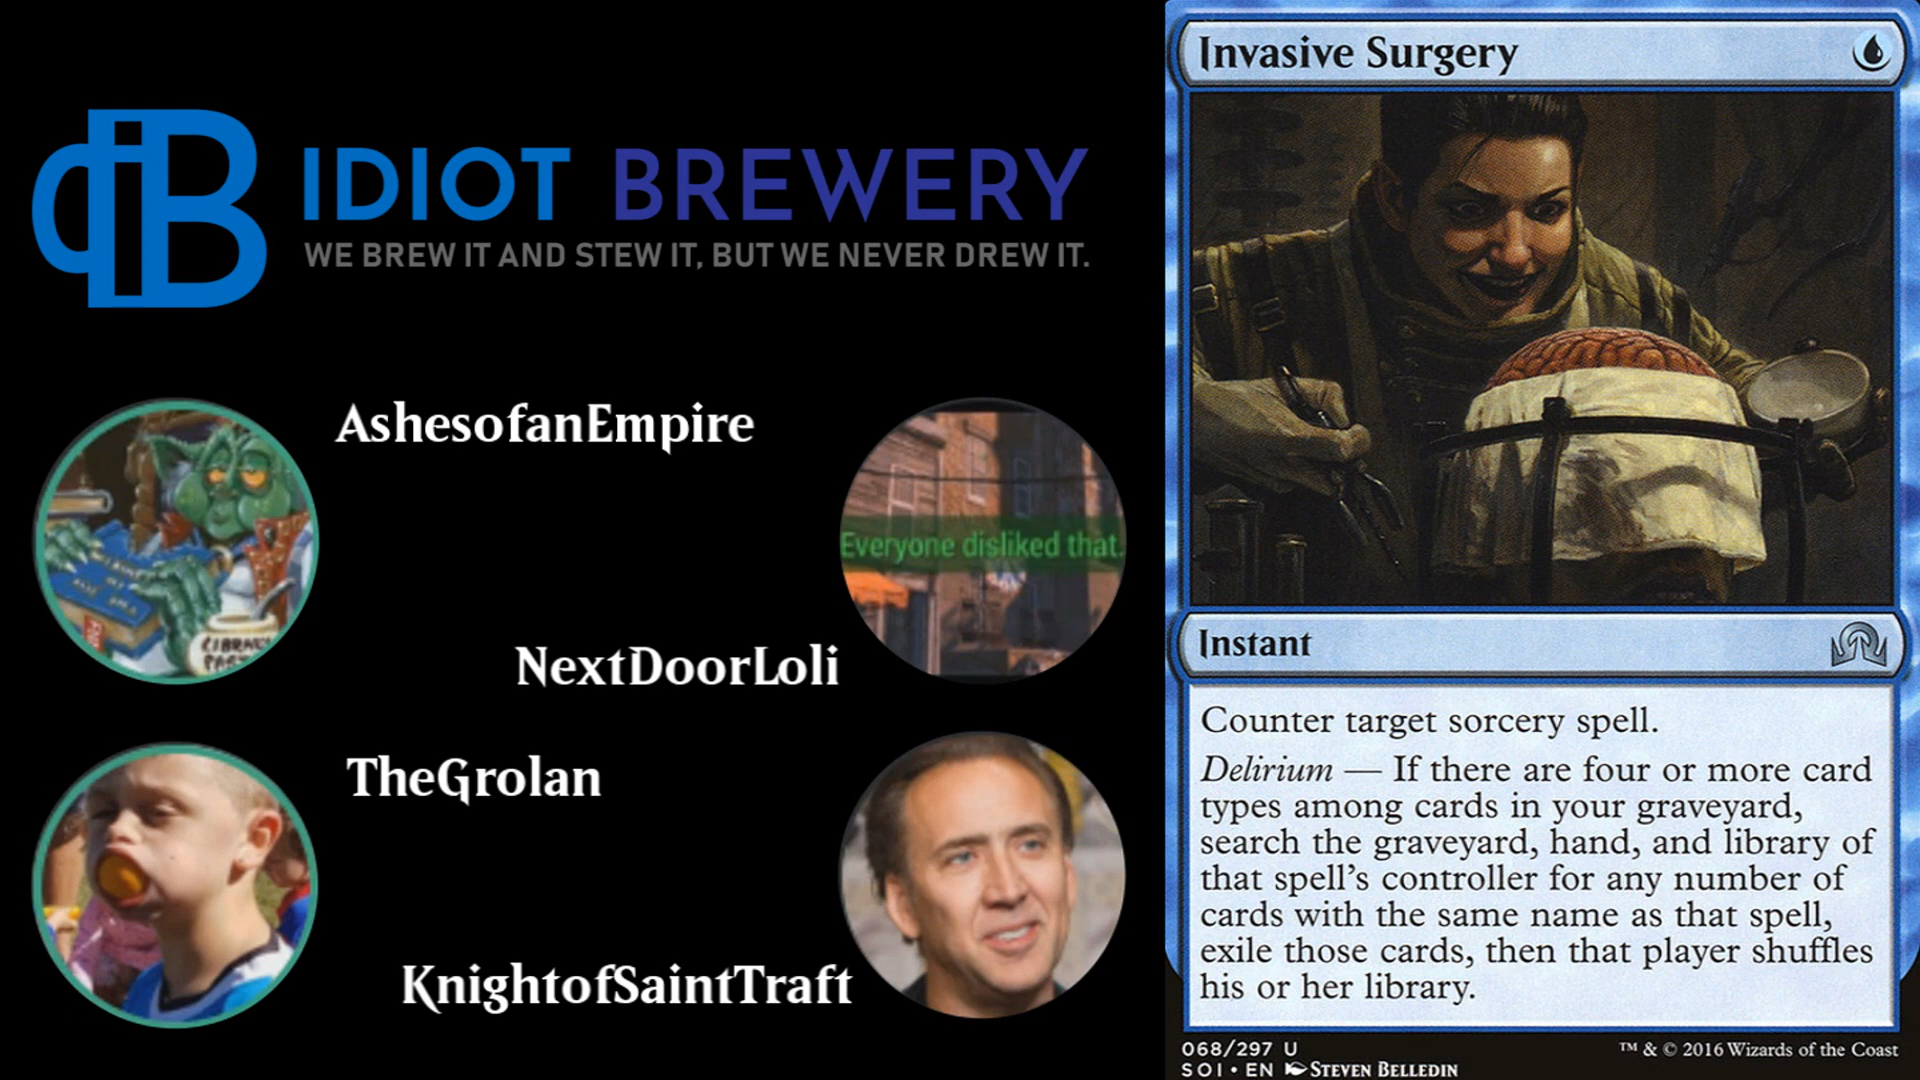 iB
IDIOT BREWERY
WE BREW IT AND STEW IT, BUT WE NEVER DREW IT.
AshesofanEmpire
Everyone disliked that.
NextDoorLoli
TheGrolan
KnightofSaintTraft
Invasive Surgery
Instant
Counter target sorcery spell.
Delirium — If there are four or more card
types among cards in your graveyard,
search the graveyard, hand, and library of
that spell's controller for any number of
cards with the same name as that spell,
exile those cards, then that player shuffles
his or her library.
068/297 U
SOI • EN STEVEN BELLEDIN
™ & © 2016 Wizards of the Coast